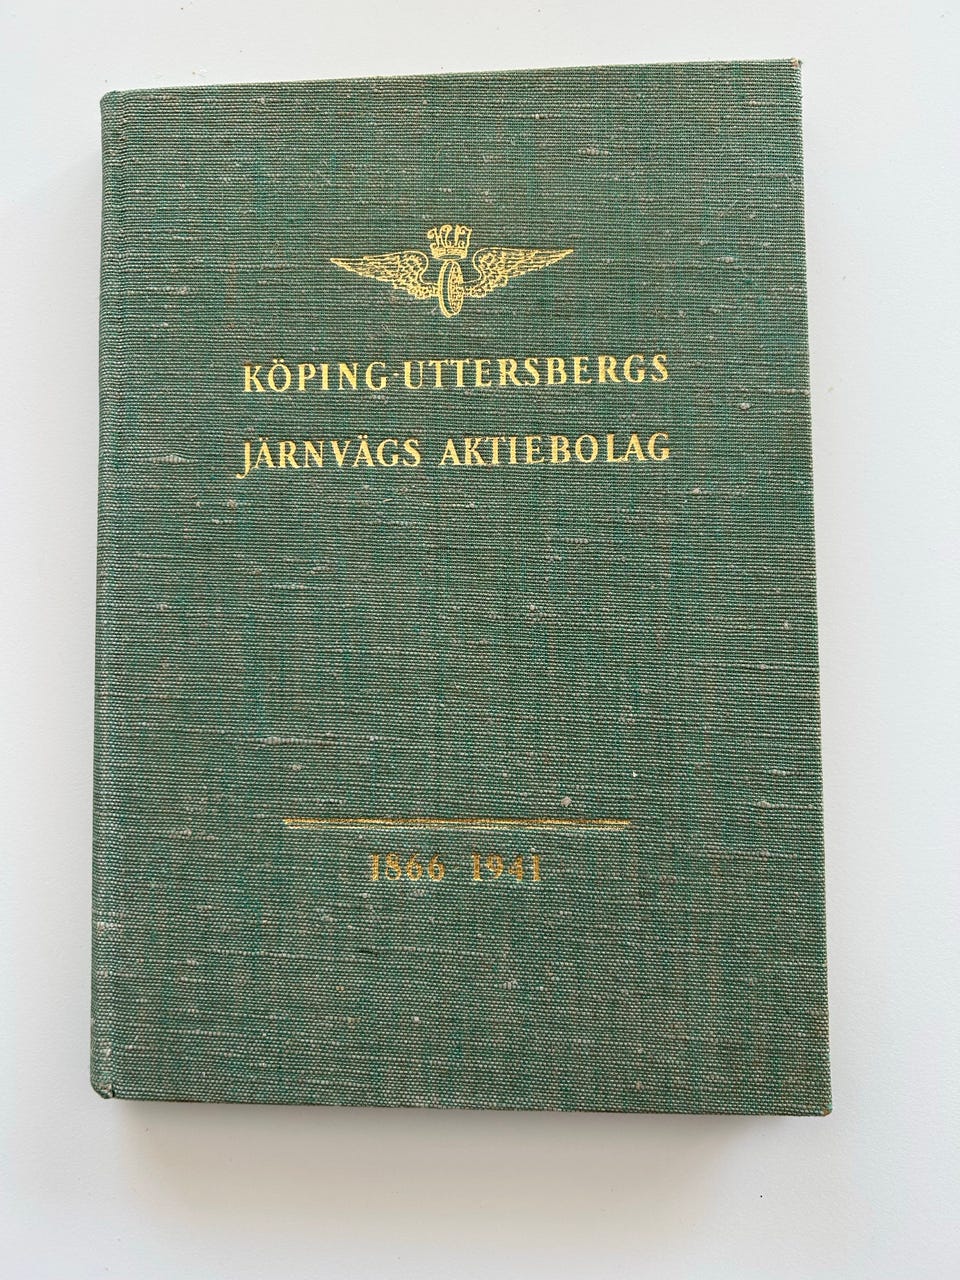 KÖPING-UTTERSBERGS
JÄRNVÄGS AKTIEBOLAG
1866-1941